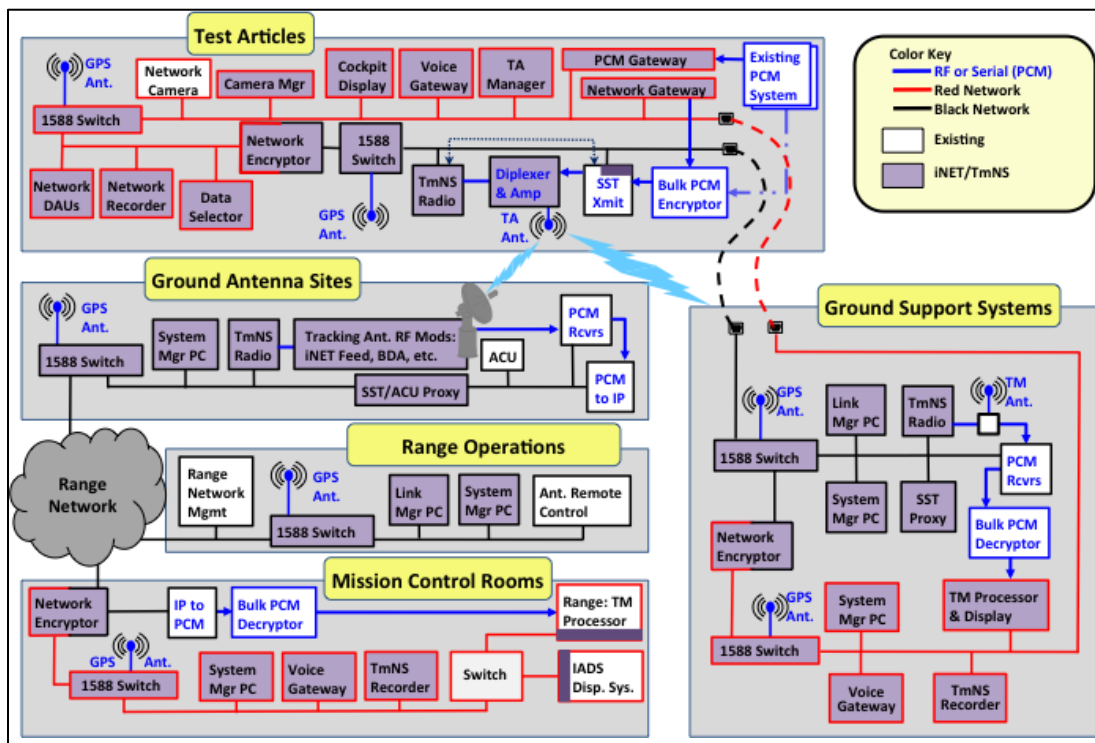 Test Articles
GPS
Ant.
Network
Camera
Camera Mgr
Cockpit
Display
Voice
Gateway
TA
Manager
PCM Gateway
Network Gateway
Existing
PCM
System
1588 Switch
Network
DAUs
Network
Recorder
Data
Selector
Network
Encryptor
1588
Switch
GPS
Ant.
TmNS
Radio
Diplexer
& Amp
TA
Ant.
SST
Xmit
Bulk PCM
Encryptor
Color Key
RF or Serial (PCM)
Red Network
Black Network
Existing
iNET/TmNS
Ground Antenna Sites
GPS
Ant.
1588 Switch
System
Mgr PC
TmNS
Radio
Tracking Ant. RF Mods:
iNET Feed, BDA, etc.
SST/ACU Proxy
ACU
PCM
Rcvrs
PCM
to IP
Range
Network
Range Operations
Range
Network
Mgmt
GPS
Ant.
1588 Switch
Link
Mgr PC
System
Mgr PC
Ant. Remote
Control
Mission Control Rooms
Network
Encryptor
IP to
PCM
Bulk PCM
Decryptor
Range: TM
Processor
GPS Ant.
1588 Switch
System
Mgr PC
Voice
Gateway
TmNS
Recorder
Switch
IADS
Disp. Sys.
Ground Support Systems
GPS
Ant.
1588 Switch
Link
Mgr PC
System
Mgr PC
TmNS
Radio
SST
Proxy
TM
Ant.
PCM
Rcvrs
Bulk PCM
Decryptor
TM Processor
& Display
Network
Encryptor
GPS
Ant.
1588 Switch
System
Mgr PC
Voice
Gateway
TmNS
Recorder